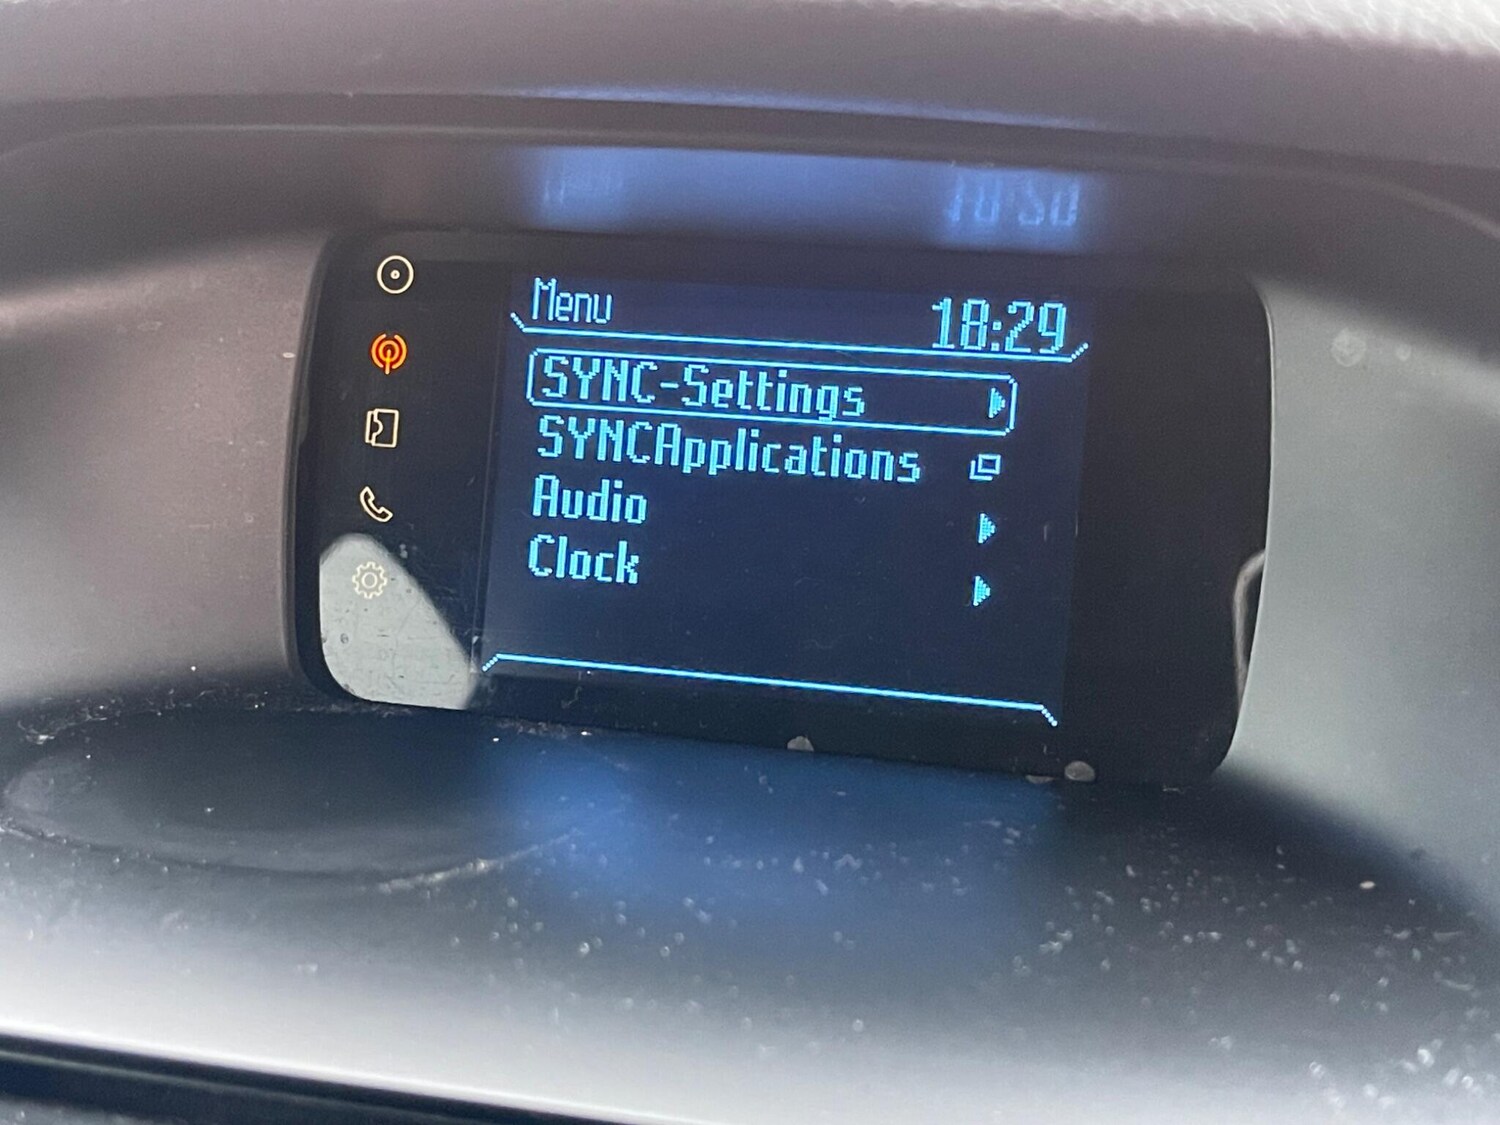 Menu
18:29
SYNC-Settings
SYNCApplications
Audio
Clock